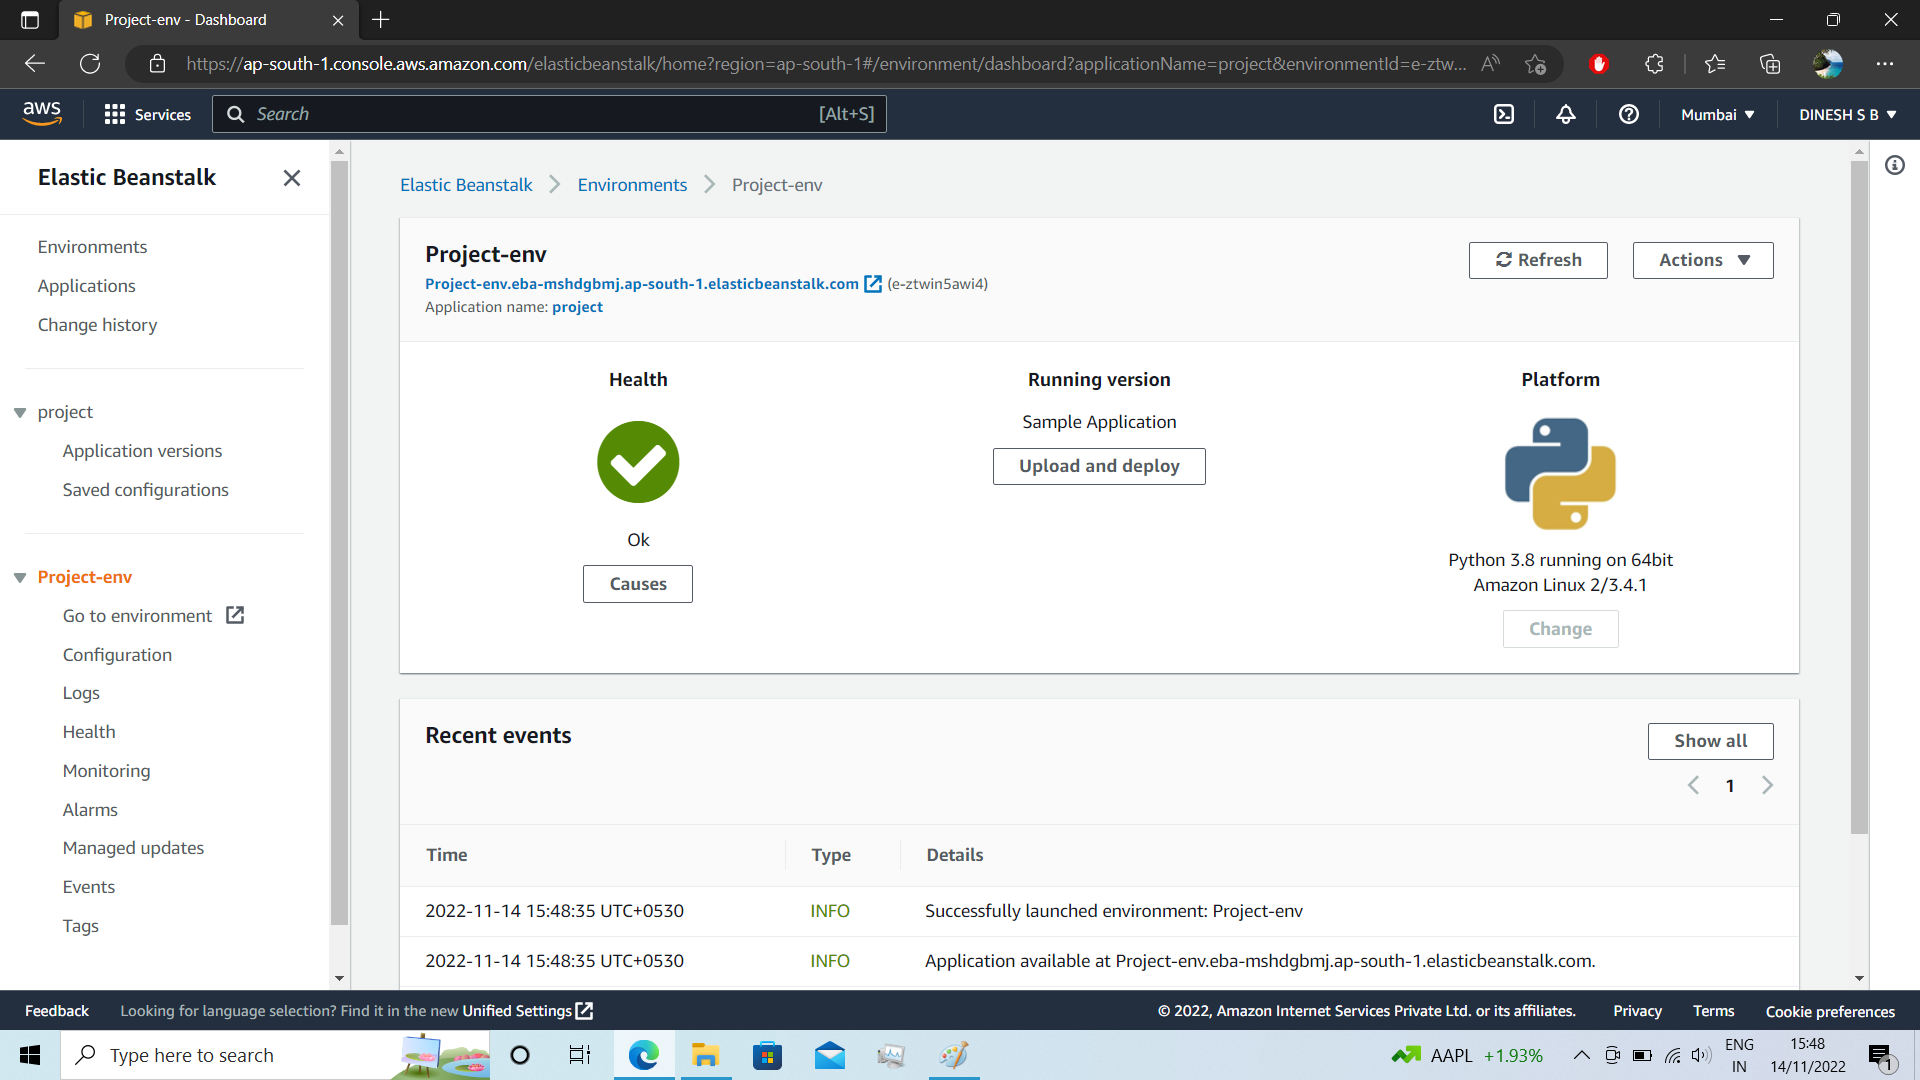 Project-env - Dashboard
https://ap-south-1.console.aws.amazon.com/elasticbeanstalk/home?region=ap-south-1#/environment/dashboard?applicationName=project&environmentId=e-ztw...
aws
Services
Search
[Alt+S]
Mumbai
DINESH S B
Elastic Beanstalk
Environments
Applications
Change history
project
Application versions
Saved configurations
Project-env
Go to environment
Configuration
Logs
Health
Monitoring
Alarms
Managed updates
Events
Tags
Elastic Beanstalk
Environments
Project-env
Project-env
Project-env.eba-mshdgbmj.ap-south-1.elasticbeanstalk.com (e-ztwin5awi4)
Application name: project
Refresh
Actions
Health
Ok
Causes
Running version
Sample Application
Upload and deploy
Platform
Python 3.8 running on 64bit
Amazon Linux 2/3.4.1
Change
Recent events
Show all
1
Time Type Details
2022-11-14 15:48:35 UTC+0530 INFO Successfully launched environment: Project-env
2022-11-14 15:48:35 UTC+0530 INFO Application available at Project-env.eba-mshdgbmj.ap-south-1.elasticbeanstalk.com.
Feedback
Looking for language selection? Find it in the new Unified Settings
© 2022, Amazon Internet Services Private Ltd. or its affiliates.
Privacy
Terms
Cookie preferences
Type here to search
AAPL +1.93%
ENG
IN
15:48
14/11/2022
1